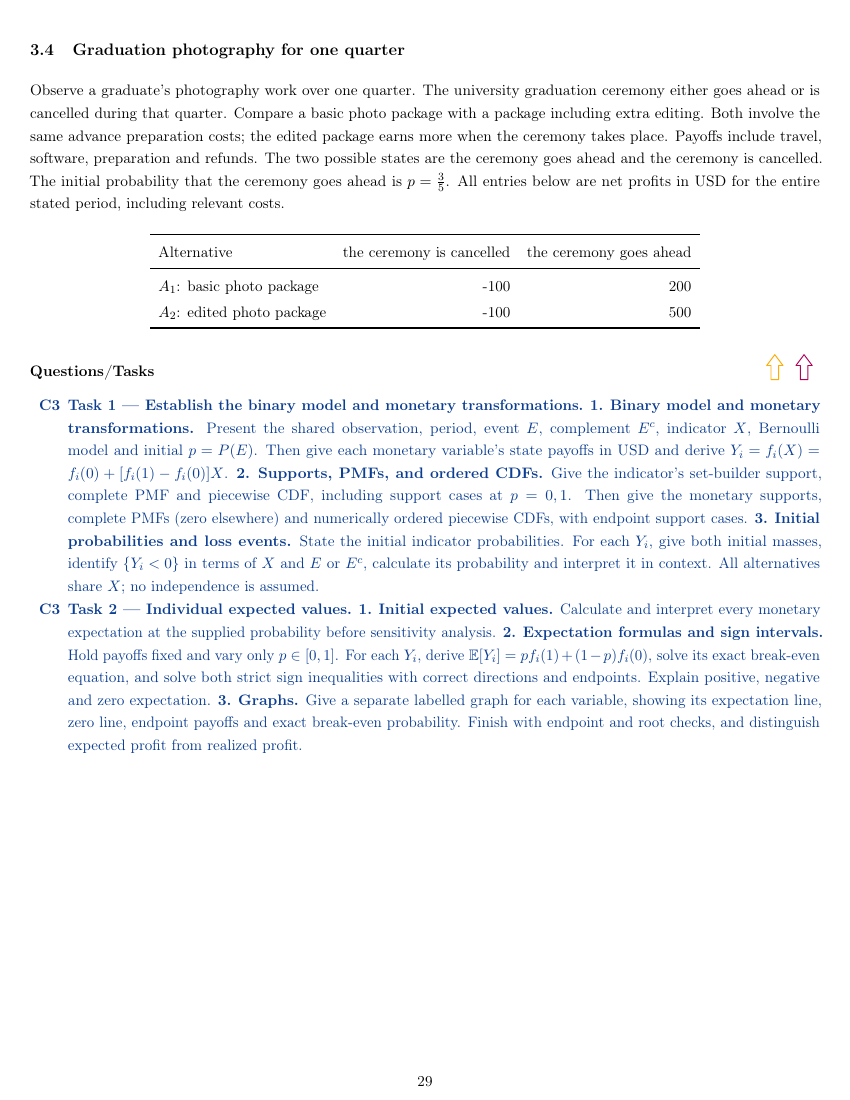 3.4 Graduation photography for one quarter
Observe a graduate's photography work over one quarter. The university graduation ceremony either goes ahead or is
cancelled during that quarter. Compare a basic photo package with a package including extra editing. Both involve the
same advance preparation costs; the edited package earns more when the ceremony takes place. Payoffs include travel,
software, preparation and refunds. The two possible states are the ceremony goes ahead and the ceremony is cancelled.
The initial probability that the ceremony goes ahead is p = 3/5. All entries below are net profits in USD for the entire
stated period, including relevant costs.
Alternative the ceremony is cancelled the ceremony goes ahead
A₁: basic photo package -100 200
A₂: edited photo package -100 500
Questions/Tasks
C3 Task 1 — Establish the binary model and monetary transformations. 1. Binary model and monetary
transformations. Present the shared observation, period, event E, complement Eᶜ, indicator X, Bernoulli
model and initial p = P(E). Then give each monetary variable's state payoffs in USD and derive Yᵢ = fᵢ(X) =
fᵢ(0) + [fᵢ(1) − fᵢ(0)]X. 2. Supports, PMFs, and ordered CDFs. Give the indicator's set-builder support,
complete PMF and piecewise CDF, including support cases at p = 0, 1. Then give the monetary supports,
complete PMFs (zero elsewhere) and numerically ordered piecewise CDFs, with endpoint support cases. 3. Initial
probabilities and loss events. State the initial indicator probabilities. For each Yᵢ, give both initial masses,
identify {Yᵢ < 0} in terms of X and E or Eᶜ, calculate its probability and interpret it in context. All alternatives
share X; no independence is assumed.
C3 Task 2 — Individual expected values. 1. Initial expected values. Calculate and interpret every monetary
expectation at the supplied probability before sensitivity analysis. 2. Expectation formulas and sign intervals.
Hold payoffs fixed and vary only p ∈ [0, 1]. For each Yᵢ, derive 𝔼[Yᵢ] = pfᵢ(1) + (1 − p)fᵢ(0), solve its exact break-even
equation, and solve both strict sign inequalities with correct directions and endpoints. Explain positive, negative
and zero expectation. 3. Graphs. Give a separate labelled graph for each variable, showing its expectation line,
zero line, endpoint payoffs and exact break-even probability. Finish with endpoint and root checks, and distinguish
expected profit from realized profit.
29